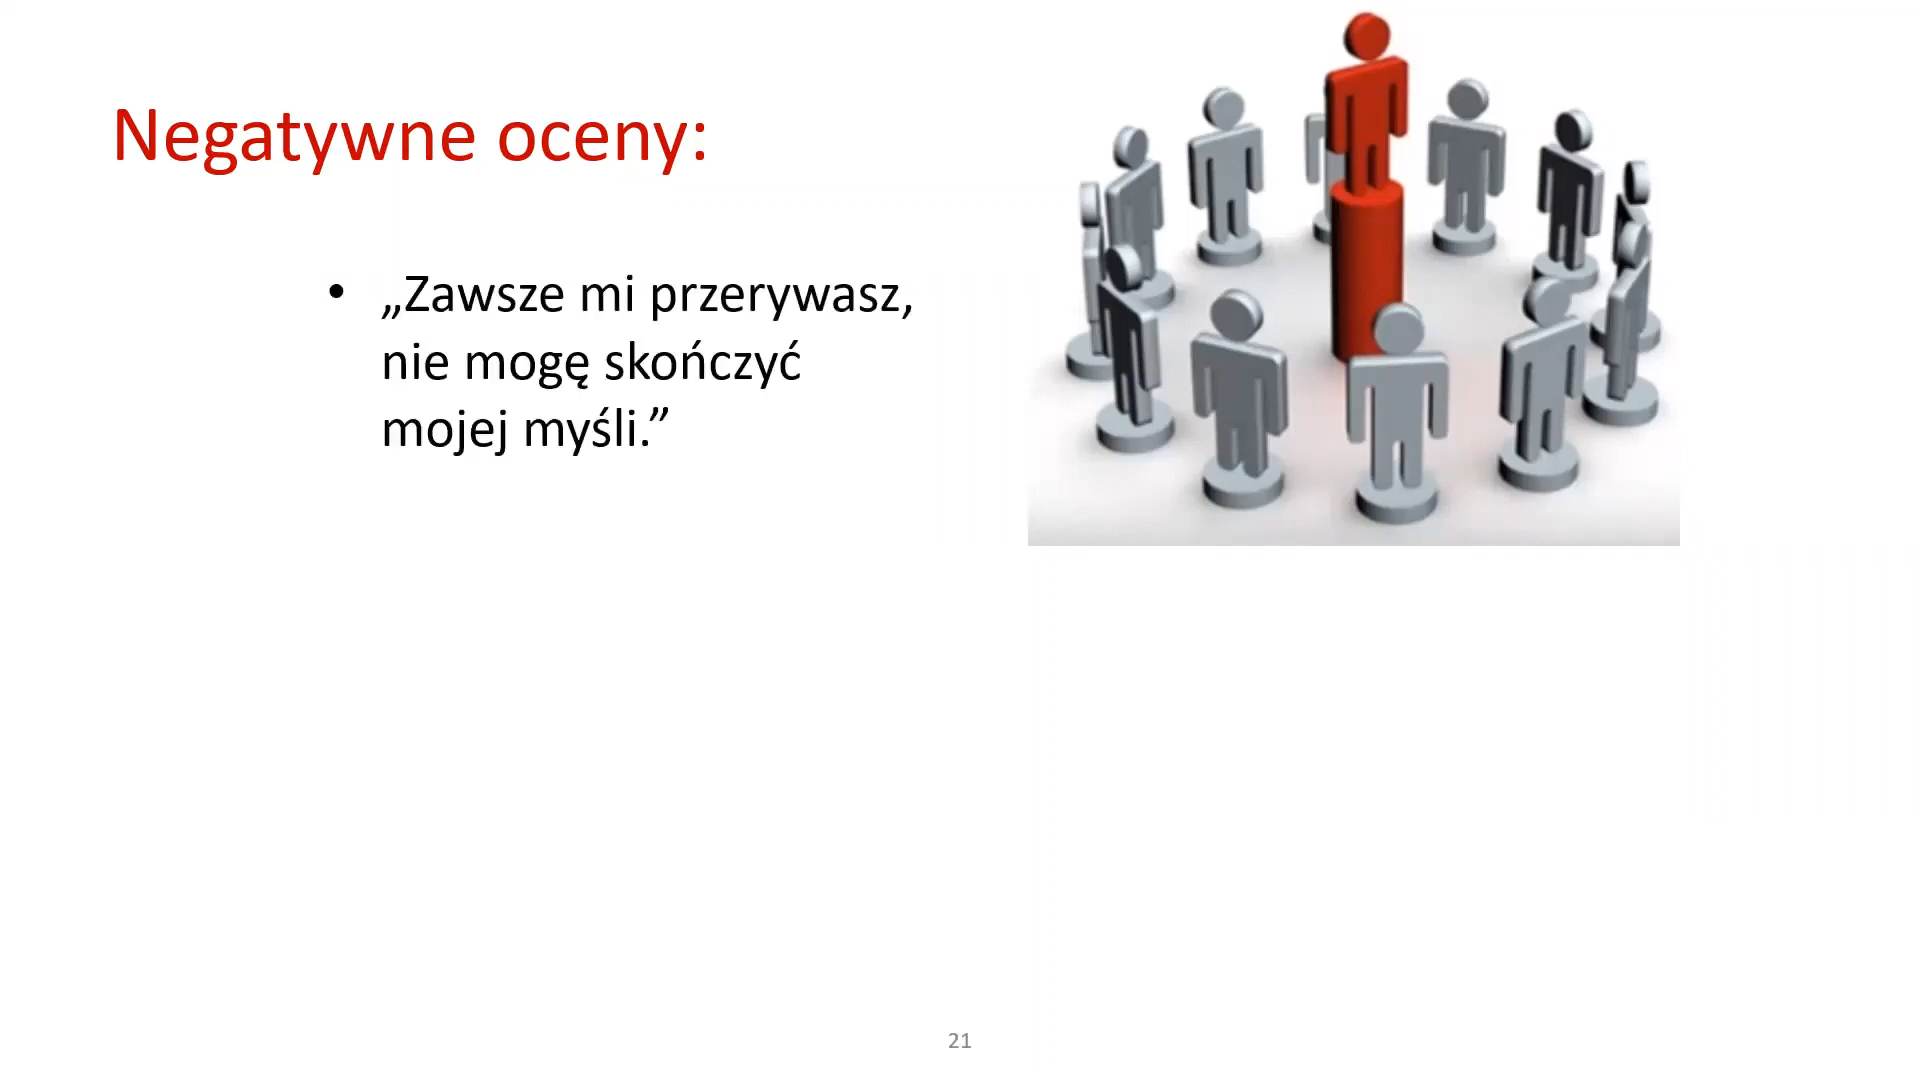 Negatywne oceny:
• „Zawsze mi przerywasz,
nie mogę skończyć
mojej myśli.”
21